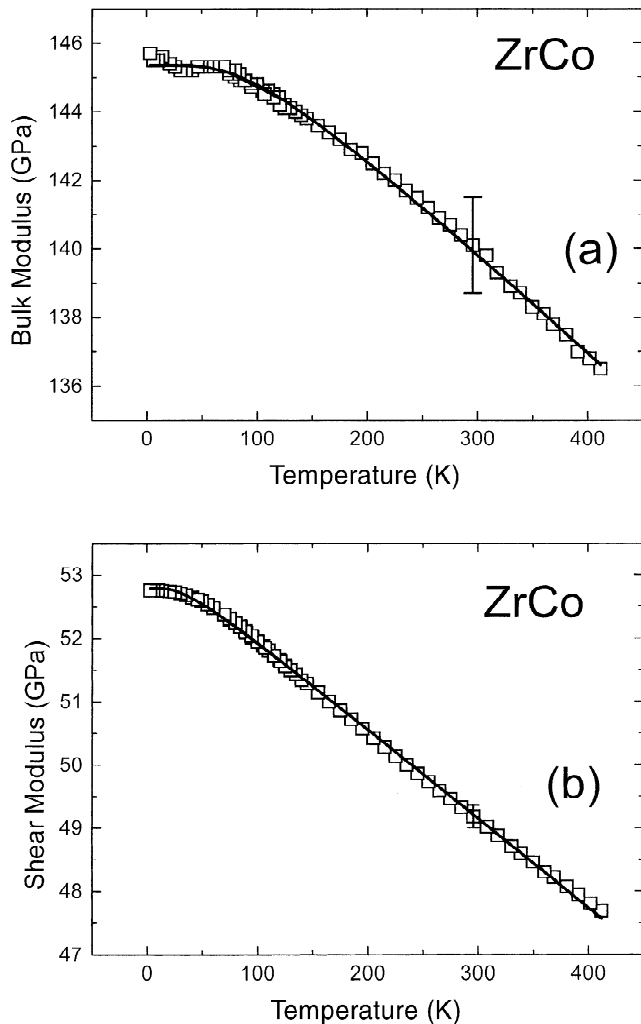 ZrCo
146
144
142
140
138
136
Bulk Modulus (GPa)
(a)
0 100 200 300 400
Temperature (K)
ZrCo
53
52
51
50
49
48
47
Shear Modulus (GPa)
(b)
0 100 200 300 400
Temperature (K)